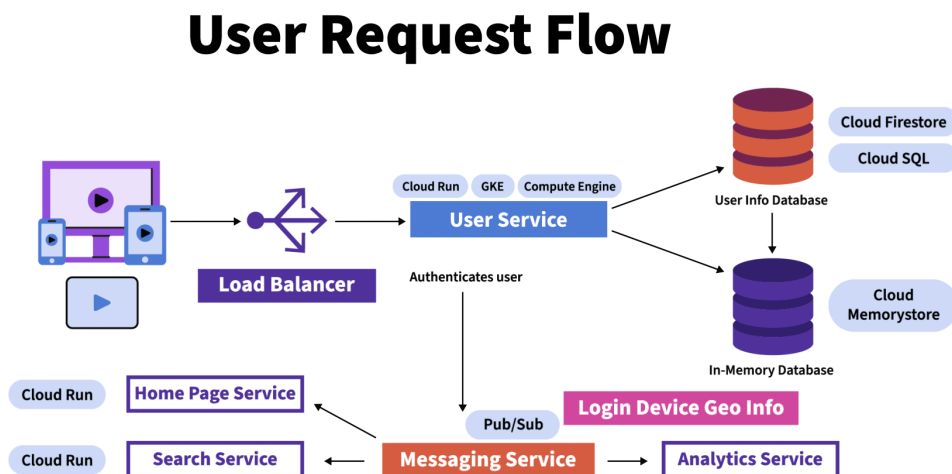 User Request Flow
Cloud Firestore
Cloud SQL
Cloud Run
GKE
Compute Engine
User Service
User Info Database
Load Balancer
Authenticates user
Cloud
Memorystore
In-Memory Database
Cloud Run
Home Page Service
Login Device Geo Info
Pub/Sub
Cloud Run
Search Service
Messaging Service
Analytics Service